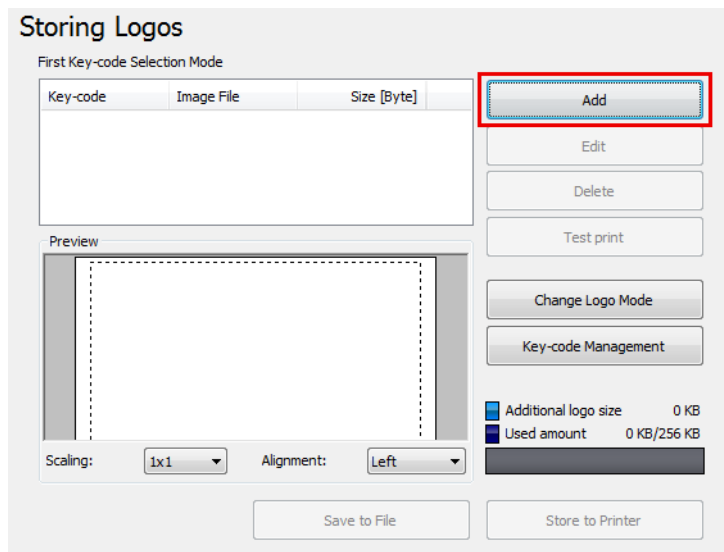 Storing Logos
First Key-code Selection Mode
Key-code Image File Size [Byte]
Add
Edit
Delete
Test print
Preview
Change Logo Mode
Key-code Management
Additional logo size 0 KB
Used amount 0 KB/256 KB
Scaling: 1x1 Alignment: Left
Save to File Store to Printer